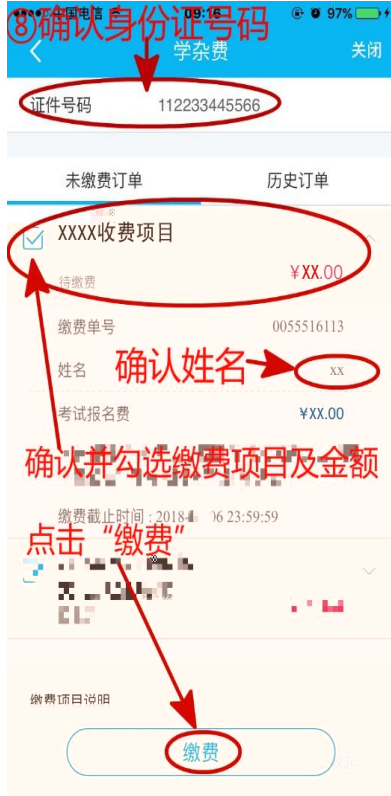 ⑧确认身份证号码
中国电信 09:16 97%
学杂费 关闭
证件号码 112233445566
未缴费订单 历史订单
XXXX收费项目
待缴费 ¥XX.00
缴费单号 0055516113
确认姓名
姓名 xx
考试报名费 ¥XX.00
确认并勾选缴费项目及金额
缴费截止时间：2018- 06 23:59:59
点击“缴费”
缴费项目说明
缴费